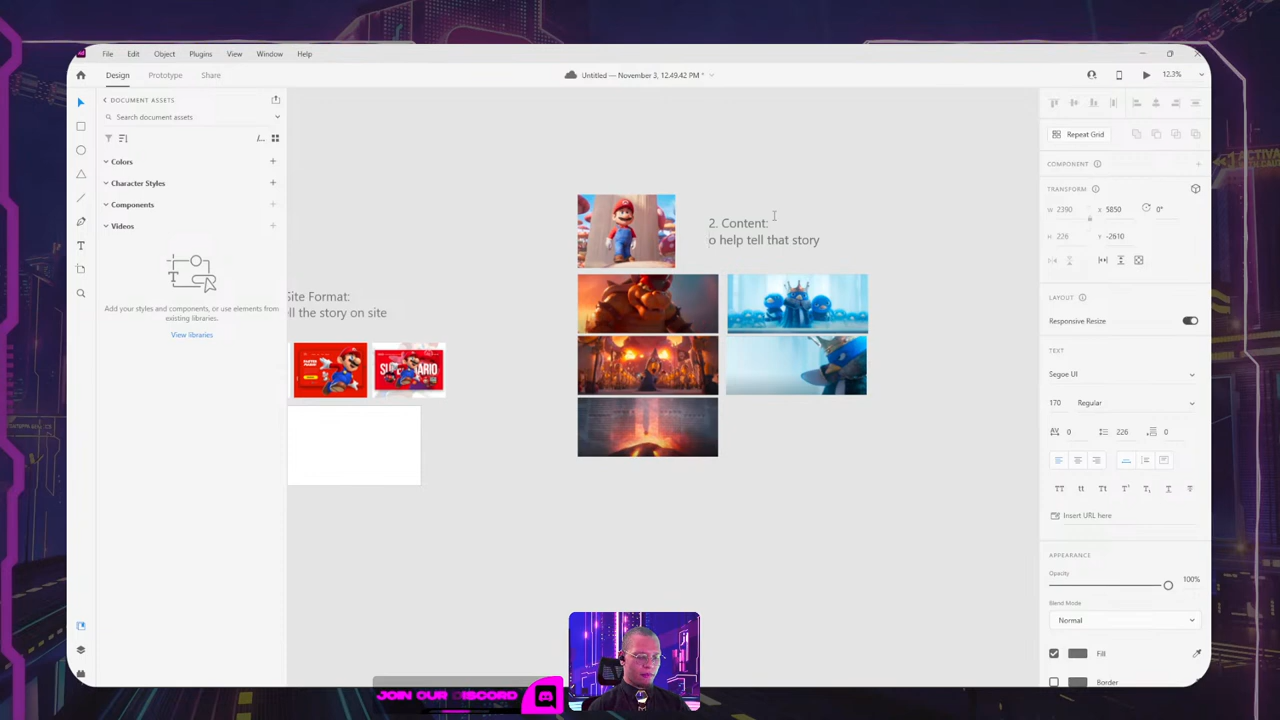 File Edit Object Plugins View Window Help
Design Prototype Share
Untitled — November 3, 12.49.42 PM *
12.3%
DOCUMENT ASSETS
Search document assets
Colors
Character Styles
Components
Videos
Add your styles and components, or use elements from
existing libraries.
View libraries
Site Format:
ll the story on site
2. Content:
o help tell that story
Repeat Grid
COMPONENT
TRANSFORM
W 2390 X 5850 0°
H 226 Y -2610
LAYOUT
Responsive Resize
TEXT
Segoe UI
170 Regular
0 226 0
Insert URL here
APPEARANCE
Opacity
100%
Blend Mode
Normal
Fill
Border
JOIN OUR DISCORD